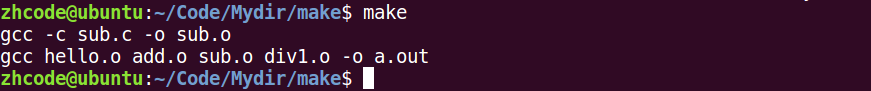 zhcode@ubuntu:~/Code/Mydir/make$ make
gcc -c sub.c -o sub.o
gcc hello.o add.o sub.o div1.o -o a.out
zhcode@ubuntu:~/Code/Mydir/make$